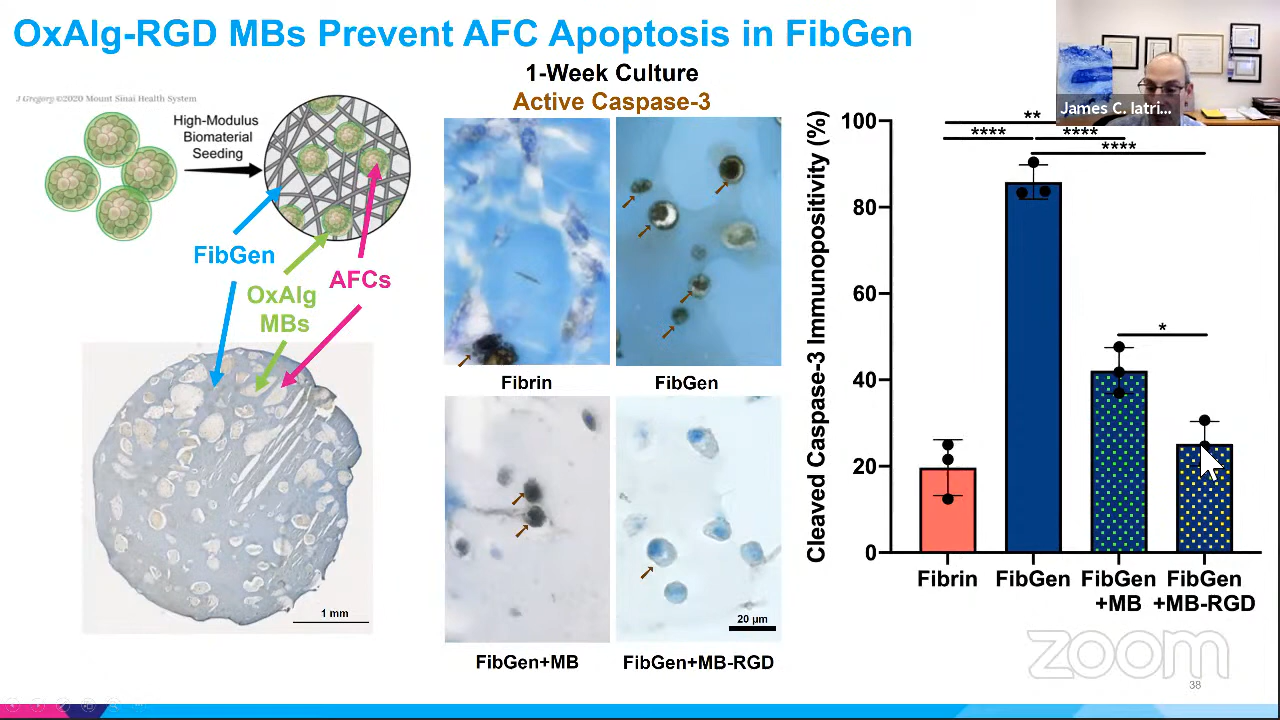 OxAlg-RGD MBs Prevent AFC Apoptosis in FibGen
James C. Iatri...
J Gregory ©2020 Mount Sinai Health System
High-Modulus
Biomaterial
Seeding
FibGen
OxAlg
MBs
AFCs
1 mm
1-Week Culture
Active Caspase-3
Fibrin
FibGen
FibGen+MB
FibGen+MB-RGD
20 µm
Cleaved Caspase-3 Immunopositivity (%)
100
80
60
40
20
0
**
**** ****
****
*
Fibrin FibGen FibGen FibGen
+MB +MB-RGD
zoom
38